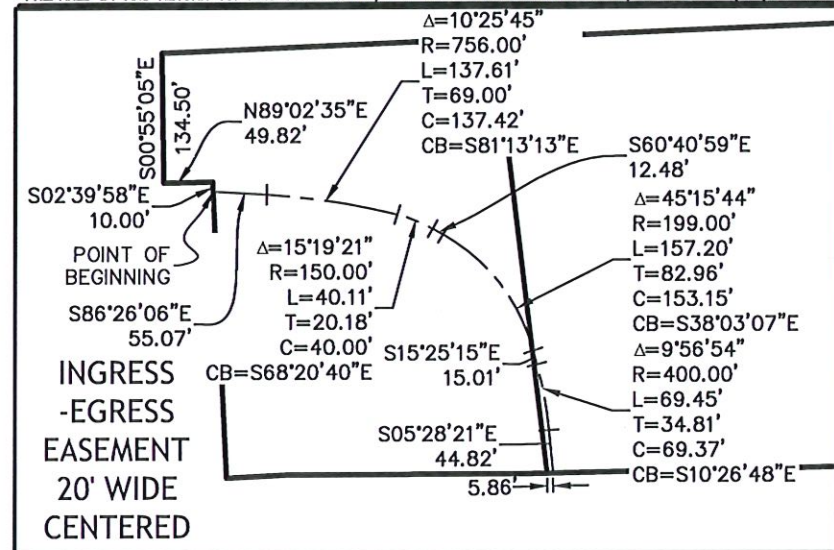 Δ=10°25'45"
R=756.00'
L=137.61'
T=69.00'
C=137.42'
CB=S81°13'13"E
S00°55'05"E
134.50'
N89°02'35"E
49.82'
S02°39'58"E
10.00'
POINT OF
BEGINNING
S86°26'06"E
55.07'
Δ=15°19'21"
R=150.00'
L=40.11'
T=20.18'
C=40.00'
CB=S68°20'40"E
S60°40'59"E
12.48'
Δ=45°15'44"
R=199.00'
L=157.20'
T=82.96'
C=153.15'
CB=S38°03'07"E
S15°25'15"E
15.01'
Δ=9°56'54"
R=400.00'
L=69.45'
T=34.81'
C=69.37'
CB=S10°26'48"E
S05°28'21"E
44.82'
5.86'
INGRESS
-EGRESS
EASEMENT
20' WIDE
CENTERED